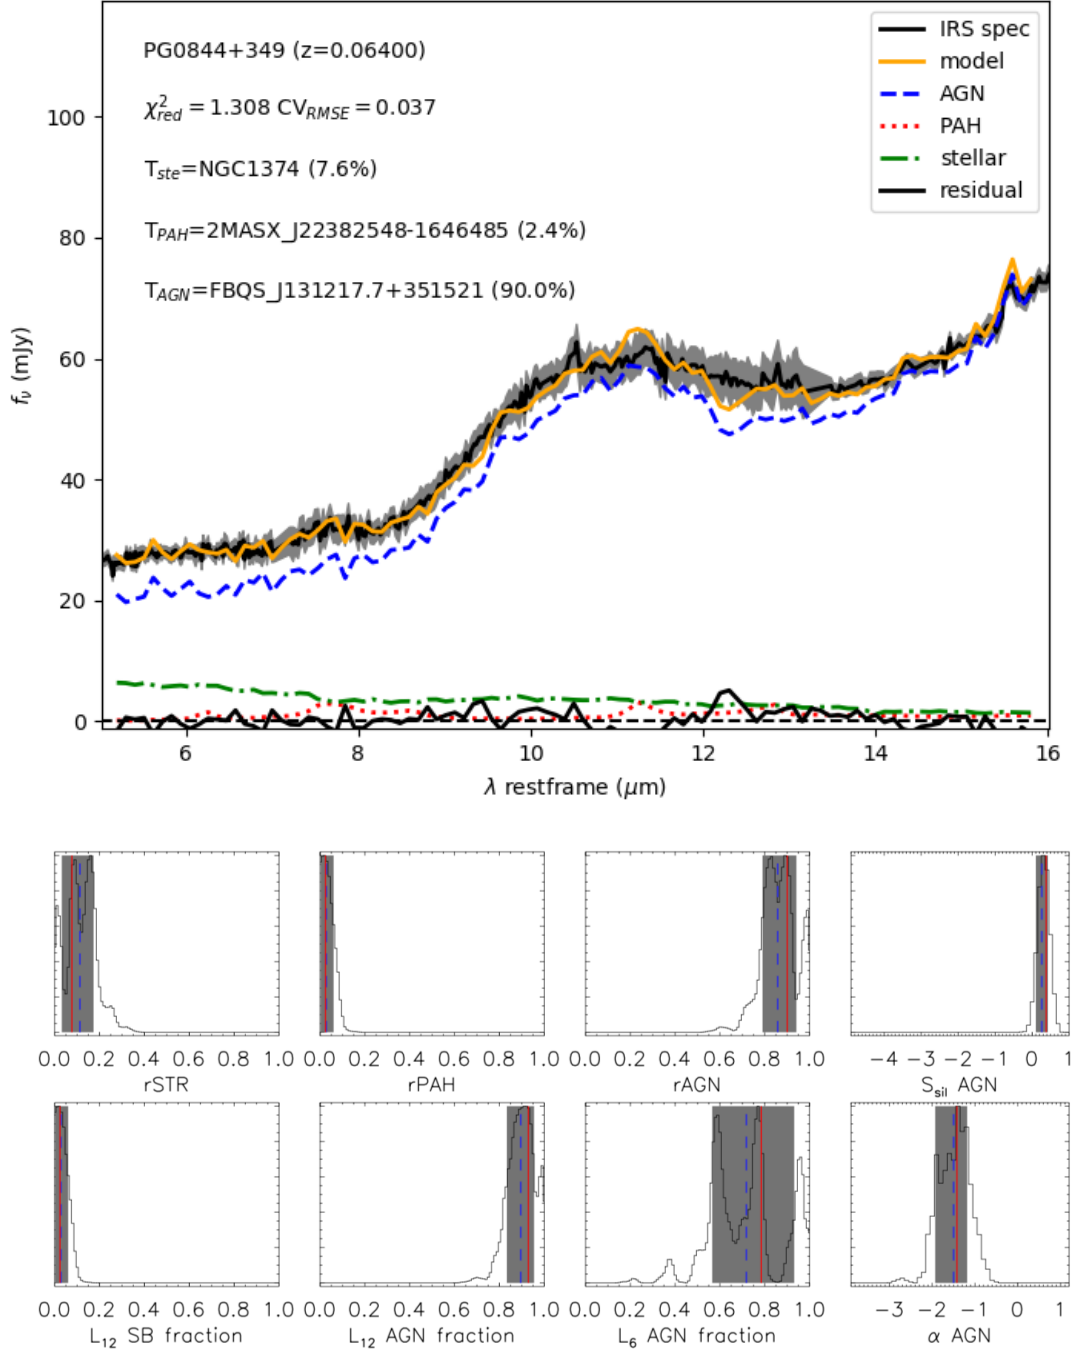 PG0844+349 (z=0.06400)
χ²red = 1.308 CVRMSE = 0.037
Tste=NGC1374 (7.6%)
TPAH=2MASX_J22382548-1646485 (2.4%)
TAGN=FBQS_J131217.7+351521 (90.0%)
IRS spec
model
AGN
PAH
stellar
residual
100
80
60
40
20
0
fν (mJy)
6 8 10 12 14 16
λ restframe (μm)
0.0 0.2 0.4 0.6 0.8 1.0
rSTR
0.0 0.2 0.4 0.6 0.8 1.0
rPAH
0.0 0.2 0.4 0.6 0.8 1.0
rAGN
−4 −3 −2 −1 0 1
Ssil AGN
0.0 0.2 0.4 0.6 0.8 1.0
L12 SB fraction
0.0 0.2 0.4 0.6 0.8 1.0
L12 AGN fraction
0.0 0.2 0.4 0.6 0.8 1.0
L6 AGN fraction
−3 −2 −1 0 1
α AGN